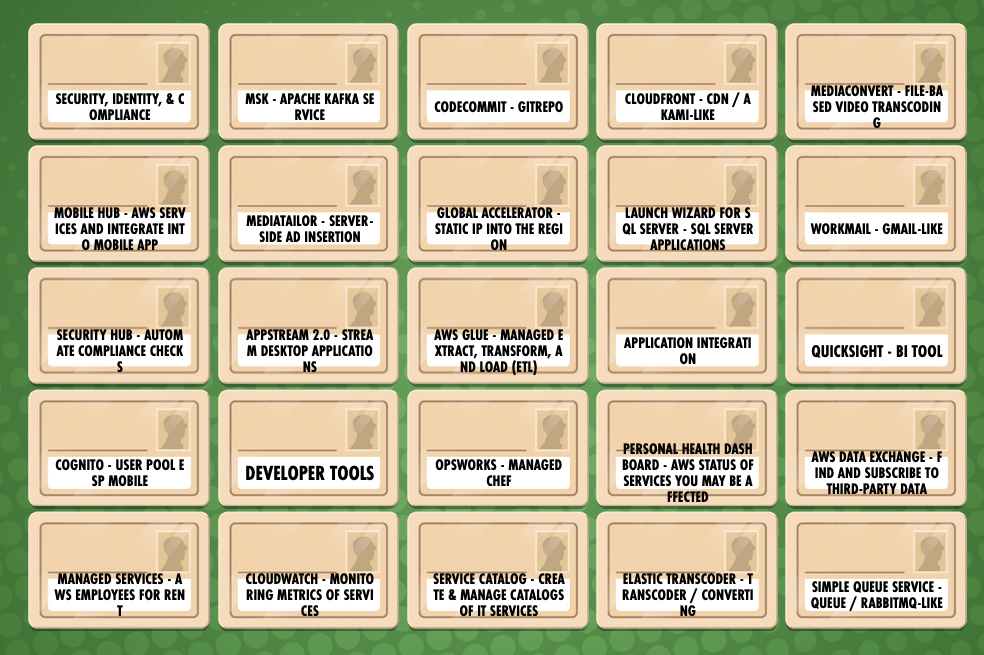 SECURITY, IDENTITY, & C
OMPLIANCE
MSK - APACHE KAFKA SE
RVICE
CODECOMMIT - GITREPO
CLOUDFRONT - CDN / A
KAMI-LIKE
MEDIACONVERT - FILE-BA
SED VIDEO TRANSCODIN
G
MOBILE HUB - AWS SERV
ICES AND INTEGRATE INT
O MOBILE APP
MEDIATAILOR - SERVER-
SIDE AD INSERTION
GLOBAL ACCELERATOR -
STATIC IP INTO THE REGI
ON
LAUNCH WIZARD FOR S
QL SERVER - SQL SERVER
APPLICATIONS
WORKMAIL - GMAIL-LIKE
SECURITY HUB - AUTOM
ATE COMPLIANCE CHECK
S
APPSTREAM 2.0 - STREA
M DESKTOP APPLICATIO
NS
AWS GLUE - MANAGED E
XTRACT, TRANSFORM, A
ND LOAD (ETL)
APPLICATION INTEGRATI
ON
QUICKSIGHT - BI TOOL
COGNITO - USER POOL E
SP MOBILE
DEVELOPER TOOLS
OPSWORKS - MANAGED
CHEF
PERSONAL HEALTH DASH
BOARD - AWS STATUS OF
SERVICES YOU MAY BE A
FFECTED
AWS DATA EXCHANGE - F
IND AND SUBSCRIBE TO
THIRD-PARTY DATA
MANAGED SERVICES - A
WS EMPLOYEES FOR REN
T
CLOUDWATCH - MONITO
RING METRICS OF SERVI
CES
SERVICE CATALOG - CREA
TE & MANAGE CATALOGS
OF IT SERVICES
ELASTIC TRANSCODER - T
RANSCODER / CONVERTI
NG
SIMPLE QUEUE SERVICE -
QUEUE / RABBITMQ-LIKE